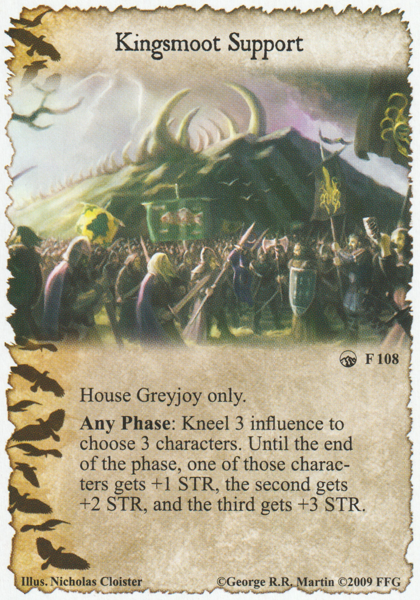 Kingsmoot Support
F108
House Greyjoy only.
Any Phase: Kneel 3 influence to
choose 3 characters. Until the end
of the phase, one of those charac-
ters gets +1 STR, the second gets
+2 STR, and the third gets +3 STR.
Illus. Nicholas Cloister
©George R.R. Martin ©2009 FFG